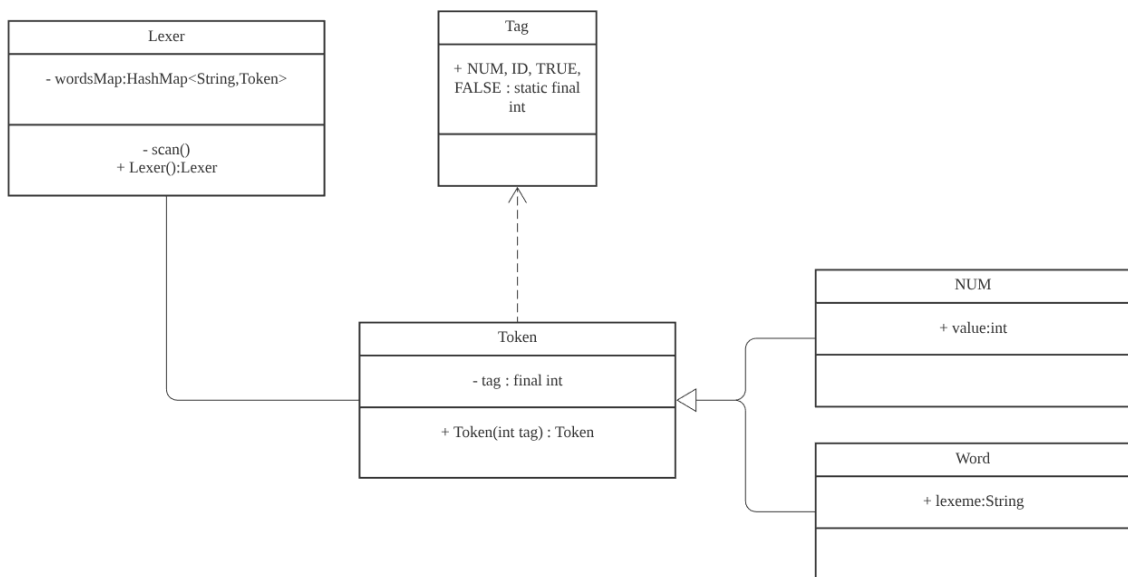 Lexer
- wordsMap:HashMap<String,Token>
- scan()
+ Lexer():Lexer
Tag
+ NUM, ID, TRUE,
FALSE : static final
int
Token
- tag : final int
+ Token(int tag) : Token
NUM
+ value:int
Word
+ lexeme:String